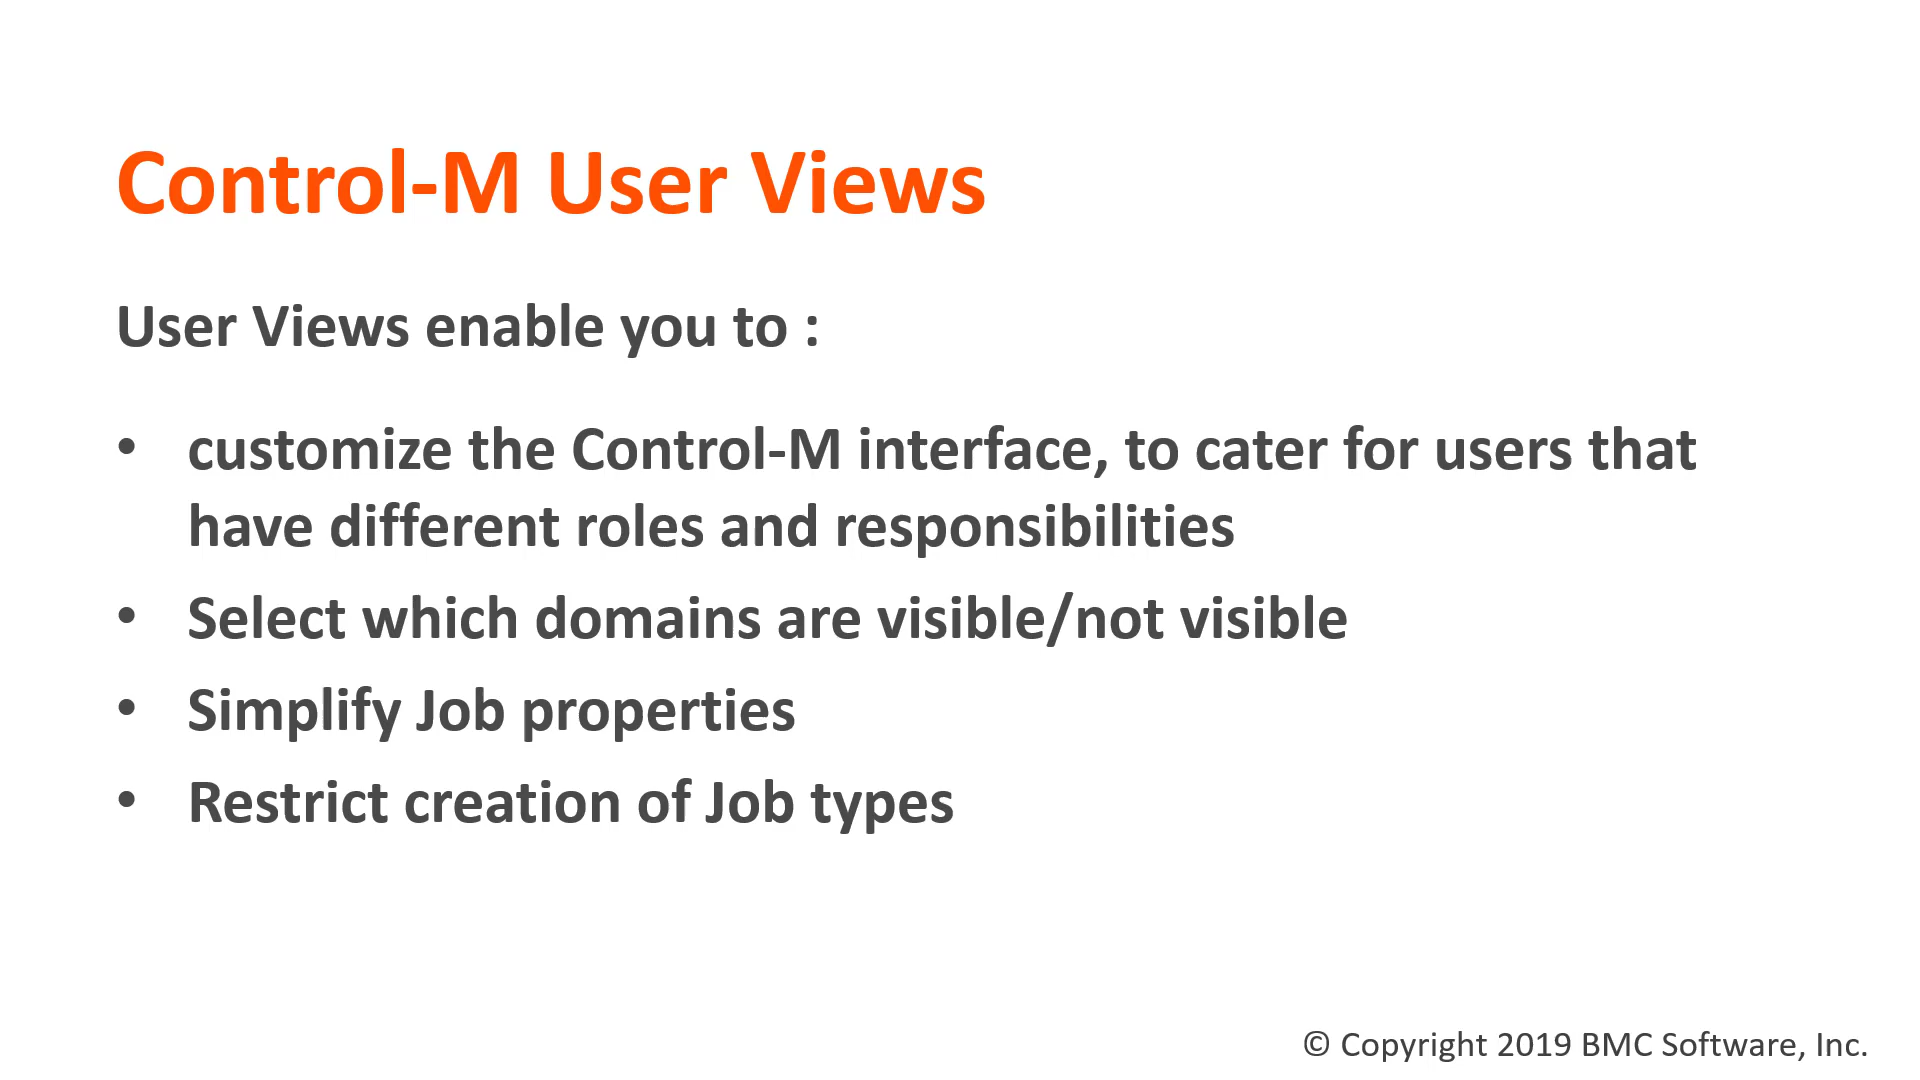 Control-M User Views
User Views enable you to :
• customize the Control-M interface, to cater for users that
have different roles and responsibilities
• Select which domains are visible/not visible
• Simplify Job properties
• Restrict creation of Job types
© Copyright 2019 BMC Software, Inc.